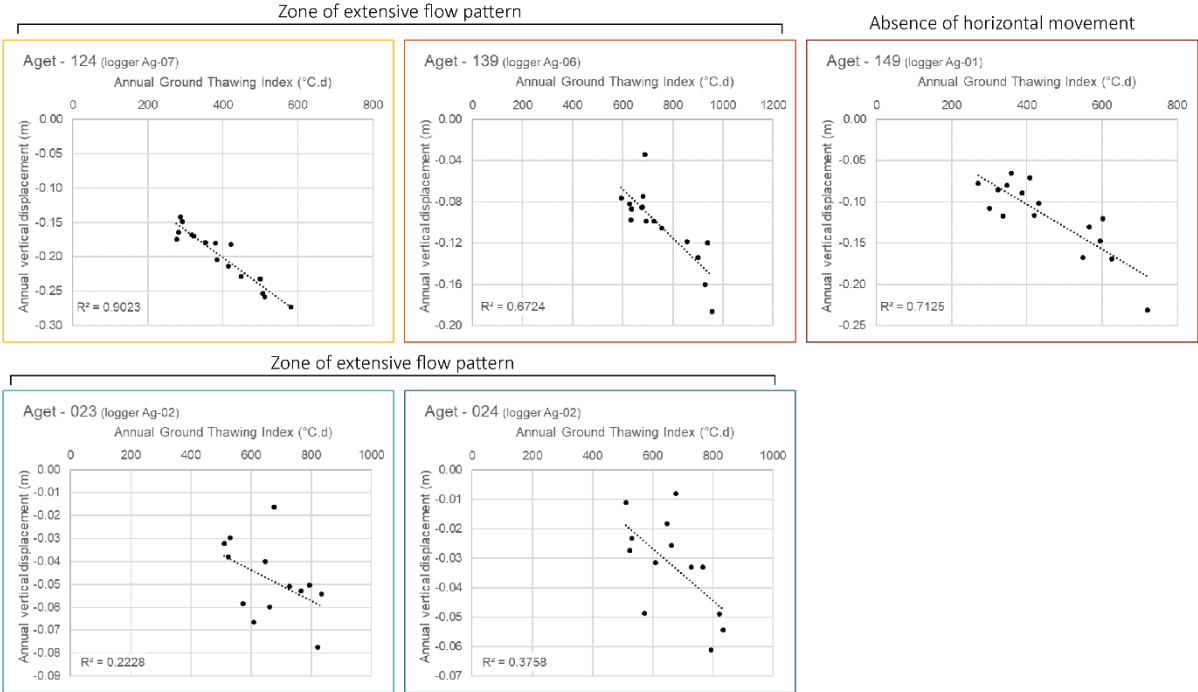 Zone of extensive flow pattern
Absence of horizontal movement
Aget - 124 (logger Ag-07)
Annual Ground Thawing Index (°C.d)
0 200 400 600 800
Annual vertical displacement (m)
0.00
-0.05
-0.10
-0.15
-0.20
-0.25
-0.30
R² = 0.9023
Aget - 139 (logger Ag-06)
Annual Ground Thawing Index (°C.d)
0 200 400 600 800 1000 1200
Annual vertical displacement (m)
0.00
-0.04
-0.08
-0.12
-0.16
-0.20
R² = 0.6724
Aget - 149 (logger Ag-01)
Annual Ground Thawing Index (°C.d)
0 200 400 600 800
Annual vertical displacement (m)
0.00
-0.05
-0.10
-0.15
-0.20
-0.25
R² = 0.7125
Zone of extensive flow pattern
Aget - 023 (logger Ag-02)
Annual Ground Thawing Index (°C.d)
0 200 400 600 800 1000
Annual vertical displacement (m)
0.00
-0.01
-0.02
-0.03
-0.04
-0.05
-0.06
-0.07
-0.08
-0.09
R² = 0.2228
Aget - 024 (logger Ag-02)
Annual Ground Thawing Index (°C.d)
0 200 400 600 800 1000
Annual vertical displacement (m)
0.00
-0.01
-0.02
-0.03
-0.04
-0.05
-0.06
-0.07
R² = 0.3758